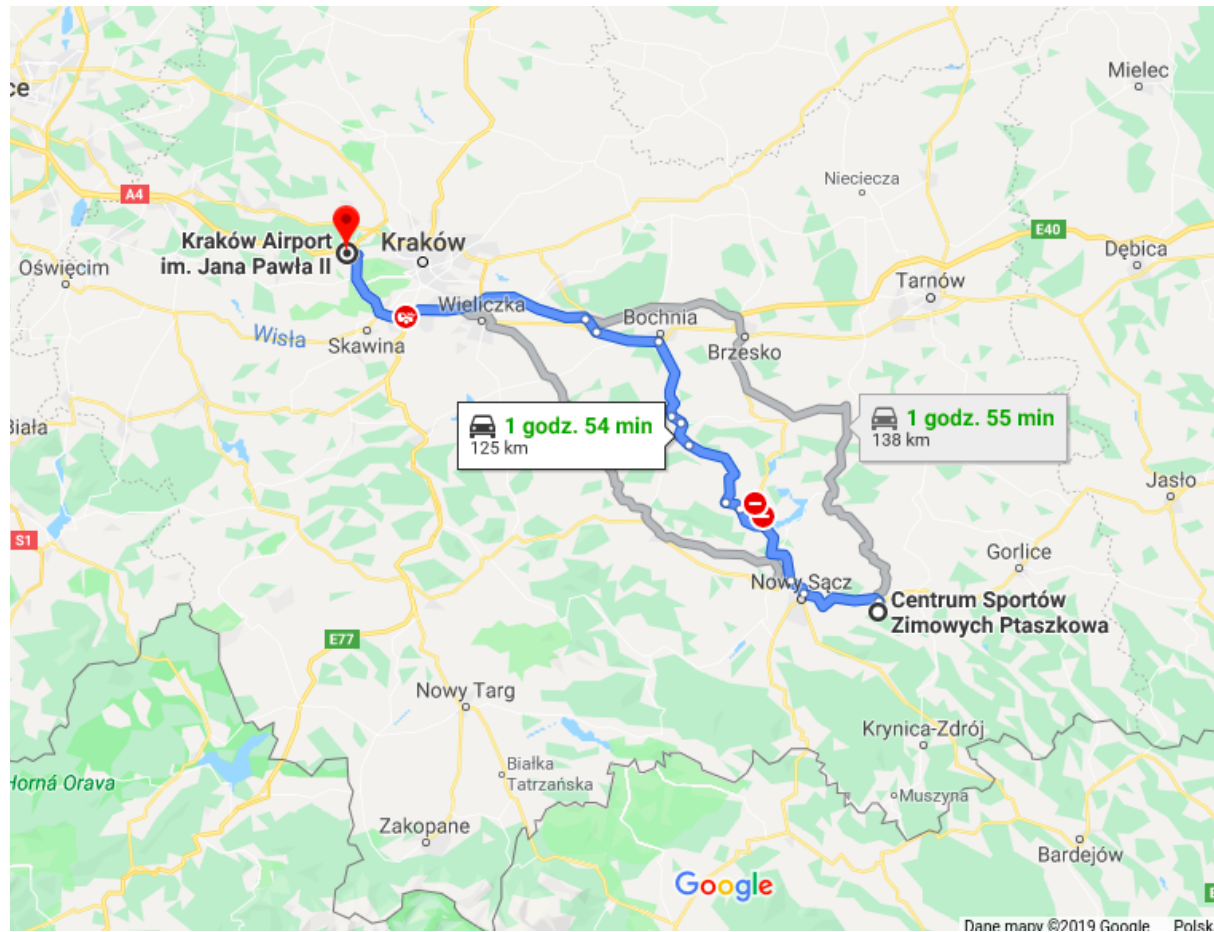 Mielec
ce
Nieciecza
A4
E40
Kraków Airport
im. Jana Pawła II
Kraków
Dębica
Oświęcim
Tarnów
Wieliczka
Bochnia
Wisła
Skawina
Brzesko
1 godz. 54 min
125 km
1 godz. 55 min
138 km
Biała
Jasło
S1
Gorlice
Nowy Sącz
Centrum Sportów
Zimowych Ptaszkowa
E77
Nowy Targ
Krynica-Zdrój
Białka
Tatrzańska
Horná Orava
Muszyna
Zakopane
Bardejów
Google
E
Dane mapy ©2019 Google
Polsk